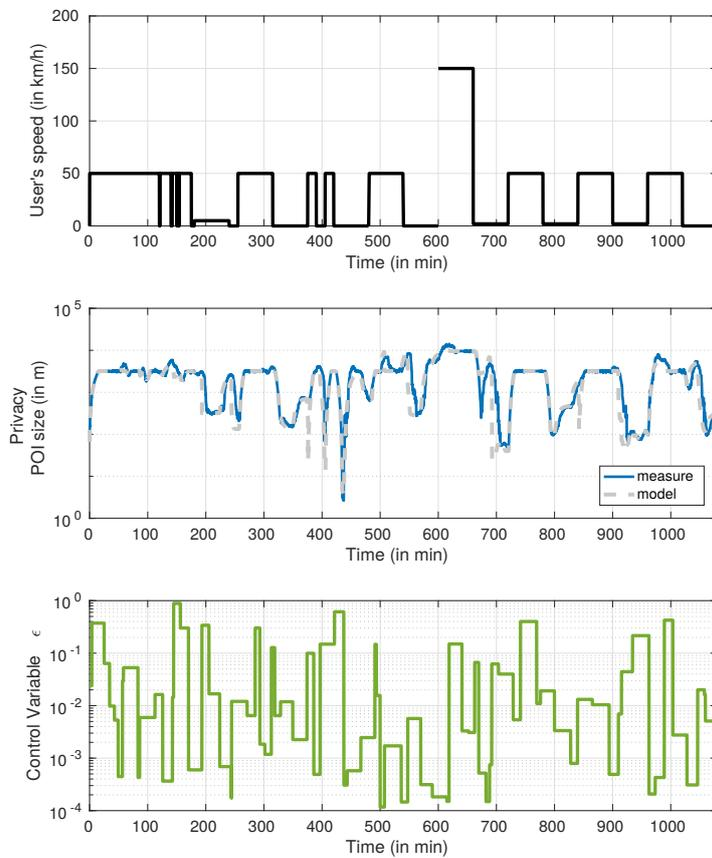 200
150
100
50
0
User's speed (in km/h)
0 100 200 300 400 500 600 700 800 900 1000
Time (in min)
10^5
10^0
Privacy
POI size (in m)
measure
model
0 100 200 300 400 500 600 700 800 900 1000
Time (in min)
10^0
10^-1
10^-2
10^-3
10^-4
Control Variable ϵ
0 100 200 300 400 500 600 700 800 900 1000
Time (in min)